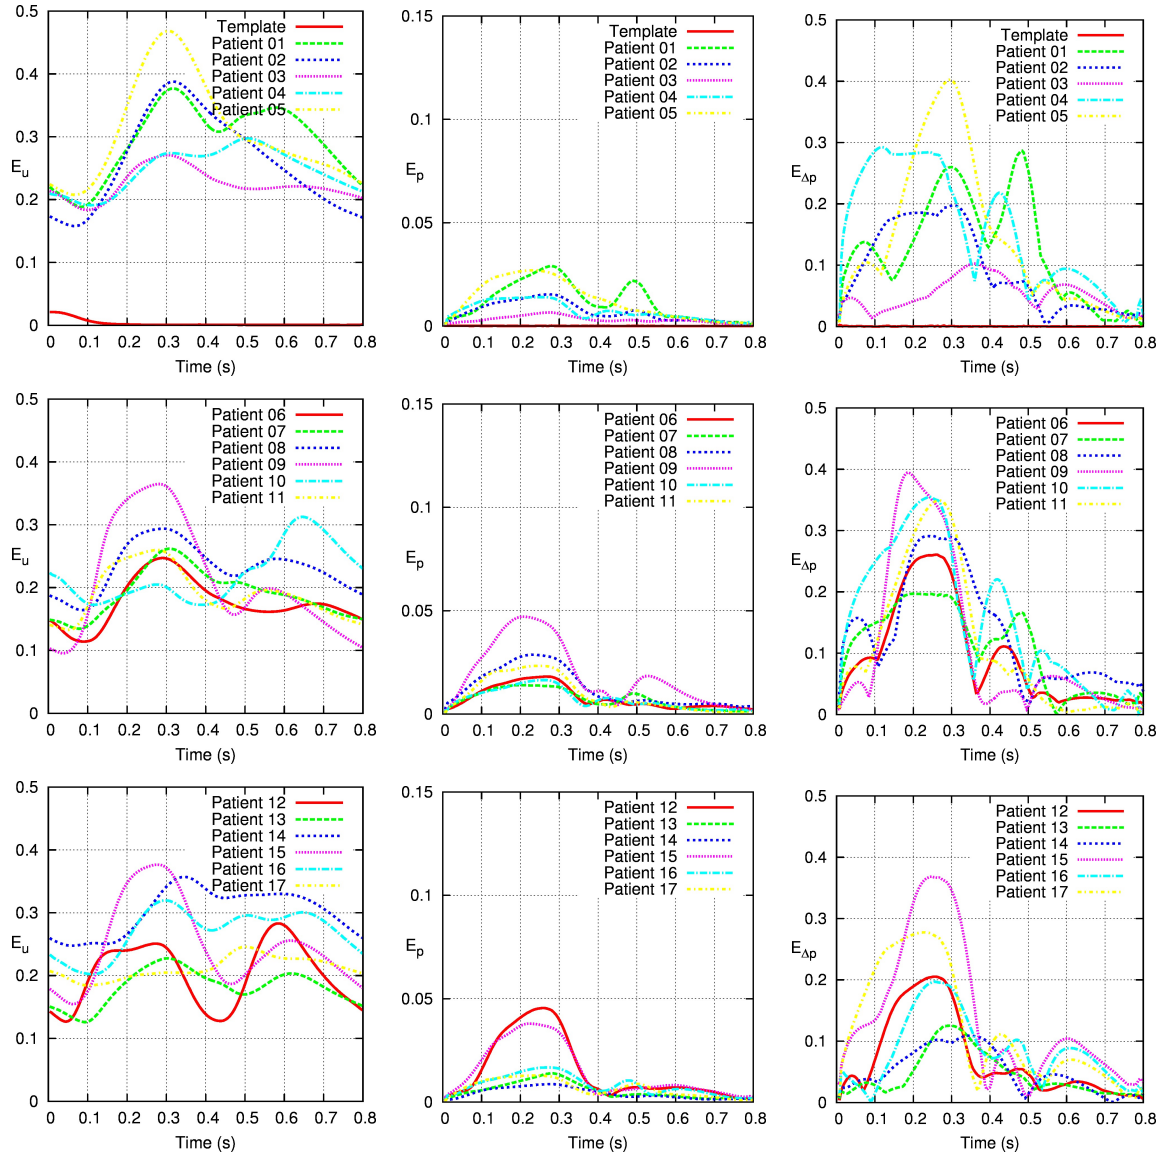 0.5
0.4
0.3
0.2
0.1
0
E_u
Template
Patient 01
Patient 02
Patient 03
Patient 04
Patient 05
0 0.1 0.2 0.3 0.4 0.5 0.6 0.7 0.8
Time (s)
0.15
0.1
0.05
0
E_p
Template
Patient 01
Patient 02
Patient 03
Patient 04
Patient 05
0 0.1 0.2 0.3 0.4 0.5 0.6 0.7 0.8
Time (s)
0.5
0.4
0.3
0.2
0.1
0
E_Δp
Template
Patient 01
Patient 02
Patient 03
Patient 04
Patient 05
0 0.1 0.2 0.3 0.4 0.5 0.6 0.7 0.8
Time (s)
0.5
0.4
0.3
0.2
0.1
0
E_u
Patient 06
Patient 07
Patient 08
Patient 09
Patient 10
Patient 11
0 0.1 0.2 0.3 0.4 0.5 0.6 0.7 0.8
Time (s)
0.15
0.1
0.05
0
E_p
Patient 06
Patient 07
Patient 08
Patient 09
Patient 10
Patient 11
0 0.1 0.2 0.3 0.4 0.5 0.6 0.7 0.8
Time (s)
0.5
0.4
0.3
0.2
0.1
0
E_Δp
Patient 06
Patient 07
Patient 08
Patient 09
Patient 10
Patient 11
0 0.1 0.2 0.3 0.4 0.5 0.6 0.7 0.8
Time (s)
0.5
0.4
0.3
0.2
0.1
0
E_u
Patient 12
Patient 13
Patient 14
Patient 15
Patient 16
Patient 17
0 0.1 0.2 0.3 0.4 0.5 0.6 0.7 0.8
Time (s)
0.15
0.1
0.05
0
E_p
Patient 12
Patient 13
Patient 14
Patient 15
Patient 16
Patient 17
0 0.1 0.2 0.3 0.4 0.5 0.6 0.7 0.8
Time (s)
0.5
0.4
0.3
0.2
0.1
0
E_Δp
Patient 12
Patient 13
Patient 14
Patient 15
Patient 16
Patient 17
0 0.1 0.2 0.3 0.4 0.5 0.6 0.7 0.8
Time (s)